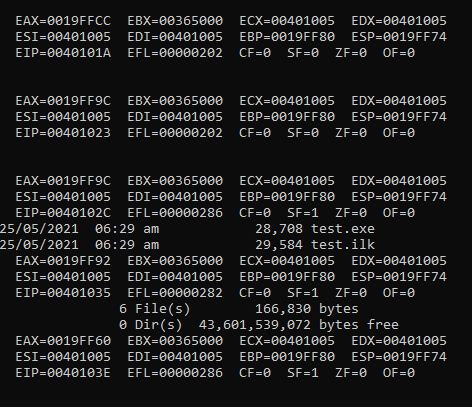 EAX=0019FFCC EBX=00365000 ECX=00401005 EDX=00401005
ESI=00401005 EDI=00401005 EBP=0019FF80 ESP=0019FF74
EIP=0040101A EFL=00000202 CF=0 SF=0 ZF=0 OF=0
EAX=0019FF9C EBX=00365000 ECX=00401005 EDX=00401005
ESI=00401005 EDI=00401005 EBP=0019FF80 ESP=0019FF74
EIP=00401023 EFL=00000202 CF=0 SF=0 ZF=0 OF=0
EAX=0019FF9C EBX=00365000 ECX=00401005 EDX=00401005
ESI=00401005 EDI=00401005 EBP=0019FF80 ESP=0019FF74
EIP=0040102C EFL=00000286 CF=0 SF=1 ZF=0 OF=0
25/05/2021 06:29 am 28,708 test.exe
25/05/2021 06:29 am 29,584 test.ilk
EAX=0019FF92 EBX=00365000 ECX=00401005 EDX=00401005
ESI=00401005 EDI=00401005 EBP=0019FF80 ESP=0019FF74
EIP=00401035 EFL=00000282 CF=0 SF=1 ZF=0 OF=0
6 File(s) 166,830 bytes
0 Dir(s) 43,601,539,072 bytes free
EAX=0019FF60 EBX=00365000 ECX=00401005 EDX=00401005
ESI=00401005 EDI=00401005 EBP=0019FF80 ESP=0019FF74
EIP=0040103E EFL=00000286 CF=0 SF=1 ZF=0 OF=0